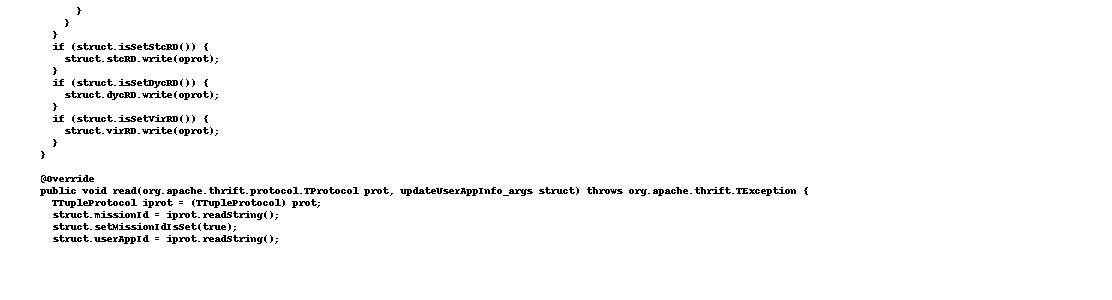 }
}
}
if (struct.isSetStcRD()) {
struct.stcRD.write(oprot);
}
if (struct.isSetDycRD()) {
struct.dycRD.write(oprot);
}
if (struct.isSetVirRD()) {
struct.virRD.write(oprot);
}
}
@Override
public void read(org.apache.thrift.protocol.TProtocol prot, updateUserAppInfo_args struct) throws org.apache.thrift.TException {
TTupleProtocol iprot = (TTupleProtocol) prot;
struct.missionId = iprot.readString();
struct.setMissionIdIsSet(true);
struct.userAppId = iprot.readString();